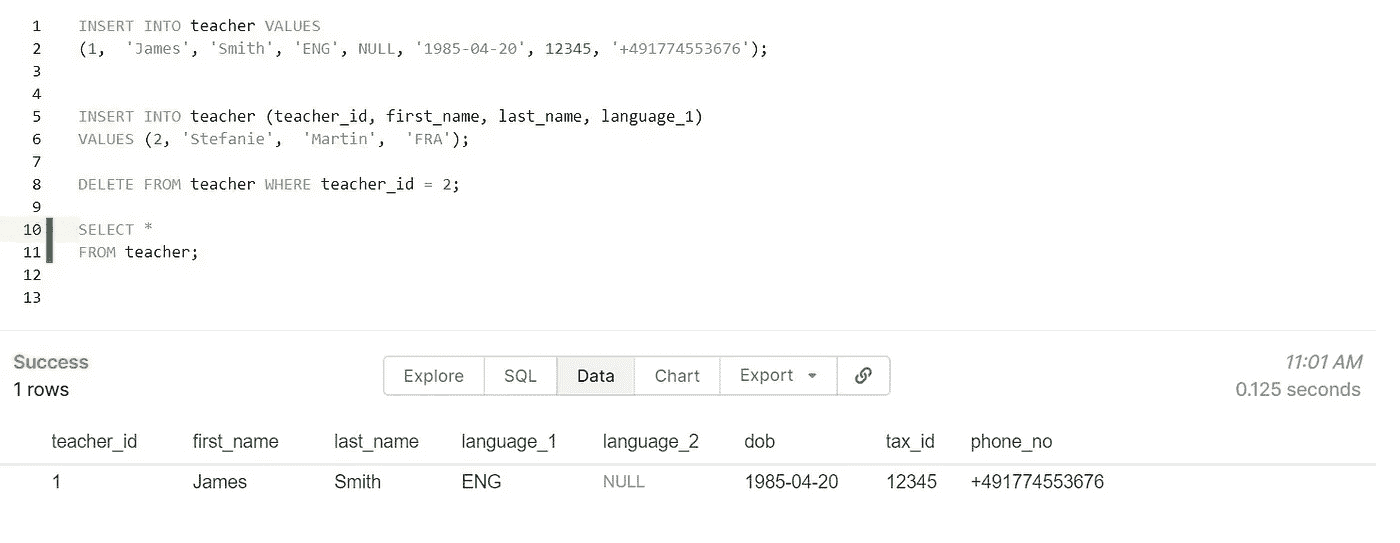 1 INSERT INTO teacher VALUES
2 (1,  'James', 'Smith', 'ENG', NULL, '1985-04-20', 12345, '+491774553676');
3
4
5 INSERT INTO teacher (teacher_id, first_name, last_name, language_1)
6 VALUES (2, 'Stefanie',  'Martin',  'FRA');
7
8 DELETE FROM teacher WHERE teacher_id = 2;
9
10 SELECT *
11 FROM teacher;
12
13
Success Explore SQL Data Chart Export 11:01 AM
1 rows 0.125 seconds
teacher_id first_name last_name language_1 language_2 dob tax_id phone_no
1 James Smith ENG NULL 1985-04-20 12345 +491774553676